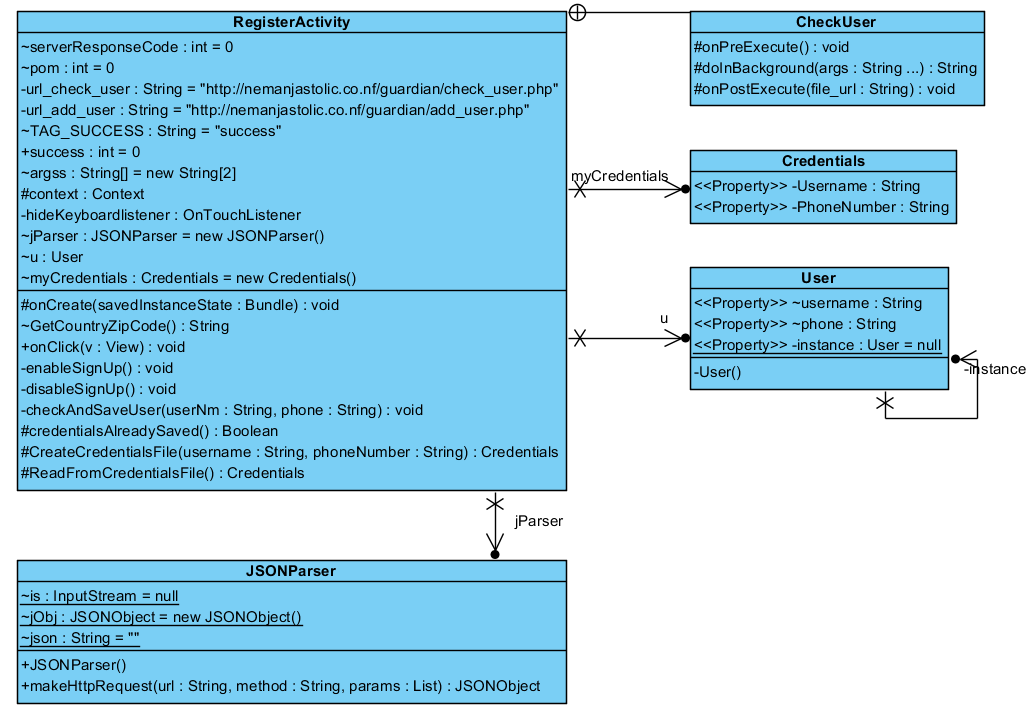 RegisterActivity
~serverResponseCode : int = 0
~pom : int = 0
-url_check_user : String = "http://nemanjastolic.co.nf/guardian/check_user.php"
-url_add_user : String = "http://nemanjastolic.co.nf/guardian/add_user.php"
~TAG_SUCCESS : String = "success"
+success : int = 0
~argss : String[] = new String[2]
#context : Context
-hideKeyboardlistener : OnTouchListener
~jParser : JSONParser = new JSONParser()
~u : User
~myCredentials : Credentials = new Credentials()
#onCreate(savedInstanceState : Bundle) : void
~GetCountryZipCode() : String
+onClick(v : View) : void
-enableSignUp() : void
-disableSignUp() : void
-checkAndSaveUser(userNm : String, phone : String) : void
#credentialsAlreadySaved() : Boolean
#CreateCredentialsFile(username : String, phoneNumber : String) : Credentials
#ReadFromCredentialsFile() : Credentials
CheckUser
#onPreExecute() : void
#doInBackground(args : String ...) : String
#onPostExecute(file_url : String) : void
myCredentials
Credentials
<<Property>> -Username : String
<<Property>> -PhoneNumber : String
u
User
<<Property>> ~username : String
<<Property>> ~phone : String
<<Property>> -instance : User = null
-User()
-instance
jParser
JSONParser
~is : InputStream = null
~jObj : JSONObject = new JSONObject()
~json : String = ""
+JSONParser()
+makeHttpRequest(url : String, method : String, params : List) : JSONObject